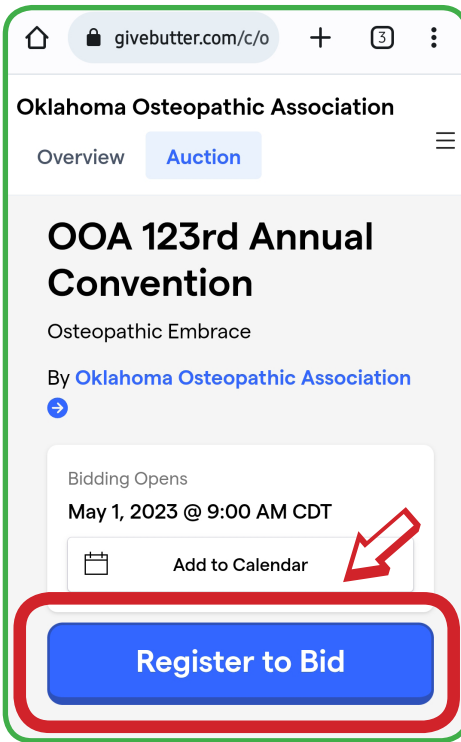 givebutter.com/c/o
3
Oklahoma Osteopathic Association
Overview Auction
OOA 123rd Annual
Convention
Osteopathic Embrace
By Oklahoma Osteopathic Association
Bidding Opens
May 1, 2023 @ 9:00 AM CDT
Add to Calendar
Register to Bid